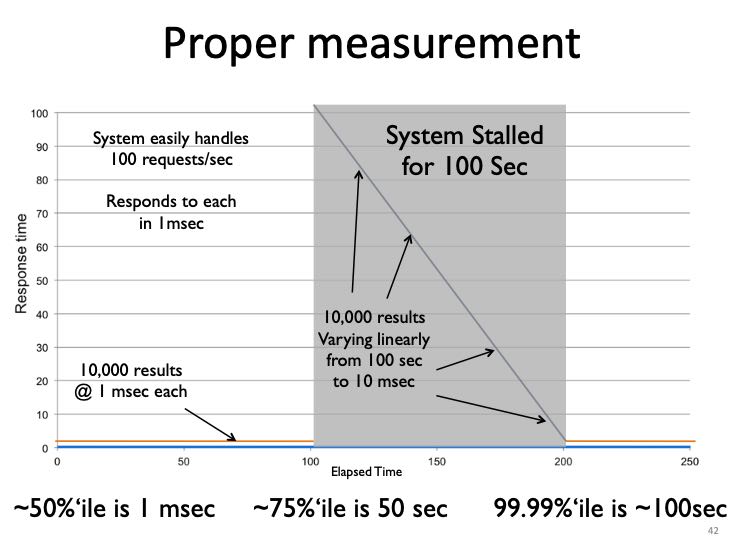 Proper measurement
100
90
80
70
60
50
40
30
20
10
0
Response time
System easily handles
100 requests/sec
Responds to each
in 1msec
System Stalled
for 100 Sec
10,000 results
Varying linearly
from 100 sec
to 10 msec
10,000 results
@ 1 msec each
0
50
100
150
200
250
Elapsed Time
~50%‘ile is 1 msec
~75%‘ile is 50 sec
99.99%‘ile is ~100sec
42